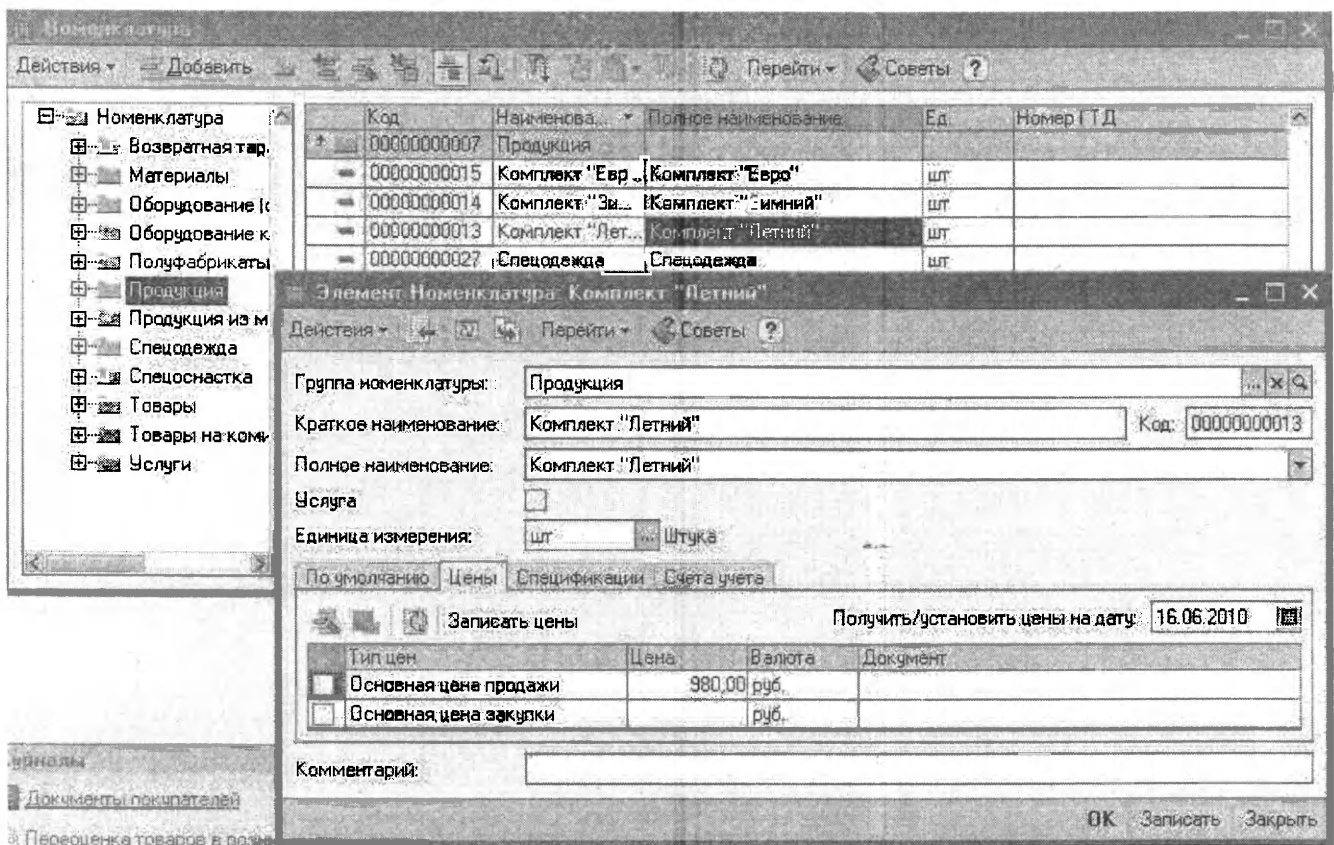 Номенклатура
Действия Добавить Перейти Советы ?
Номенклатура
Возвратная тар.
Материалы
Оборудование (с
Оборудование к
Полуфабрикаты
Продукция
Продукция из м
Спецодежда
Спецоснастка
Товары
Товары на коми
Услуги
Код Наименова... Полное наименование Ед. Номер ГТД
00000000007 Продукция
00000000015 Комплект "Евр... Комплект "Евро" шт
00000000014 Комплект "Зи... Комплект "Зимний" шт
00000000013 Комплект "Лет... Комплект "Летний" шт
00000000027 Спецодежда Спецодежда шт
Элемент Номенклатура: Комплект "Летний"
Действия Перейти Советы ?
Группа номенклатуры: Продукция ...
Краткое наименование: Комплект "Летний" Код: 00000000013
Полное наименование: Комплект "Летний"
Услуга
Единица измерения: шт ... Штука
По умолчанию Цены Спецификации Счета учета
Записать цены Получить/установить цены на дату: 16.06.2010
Тип цен Цена Валюта Документ
Основная цена продажи 980,00 руб.
Основная цена закупки руб.
Комментарий:
OK Записать Закрыть
урналы
Документы покупателей
Переоценка товаров в розн